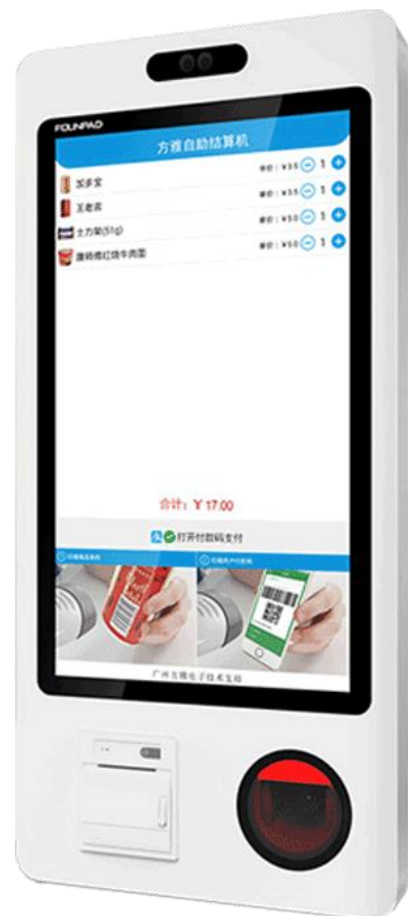 FOUNPAD
方雅自助结算机
加多宝 单价：¥3.5 1
王老吉 单价：¥3.5 1
士力架(51g) 单价：¥5.0 1
康师傅红烧牛肉面 单价：¥5.0 1
合计：¥ 17.00
打开付款码支付
广州方雅电子技术支持